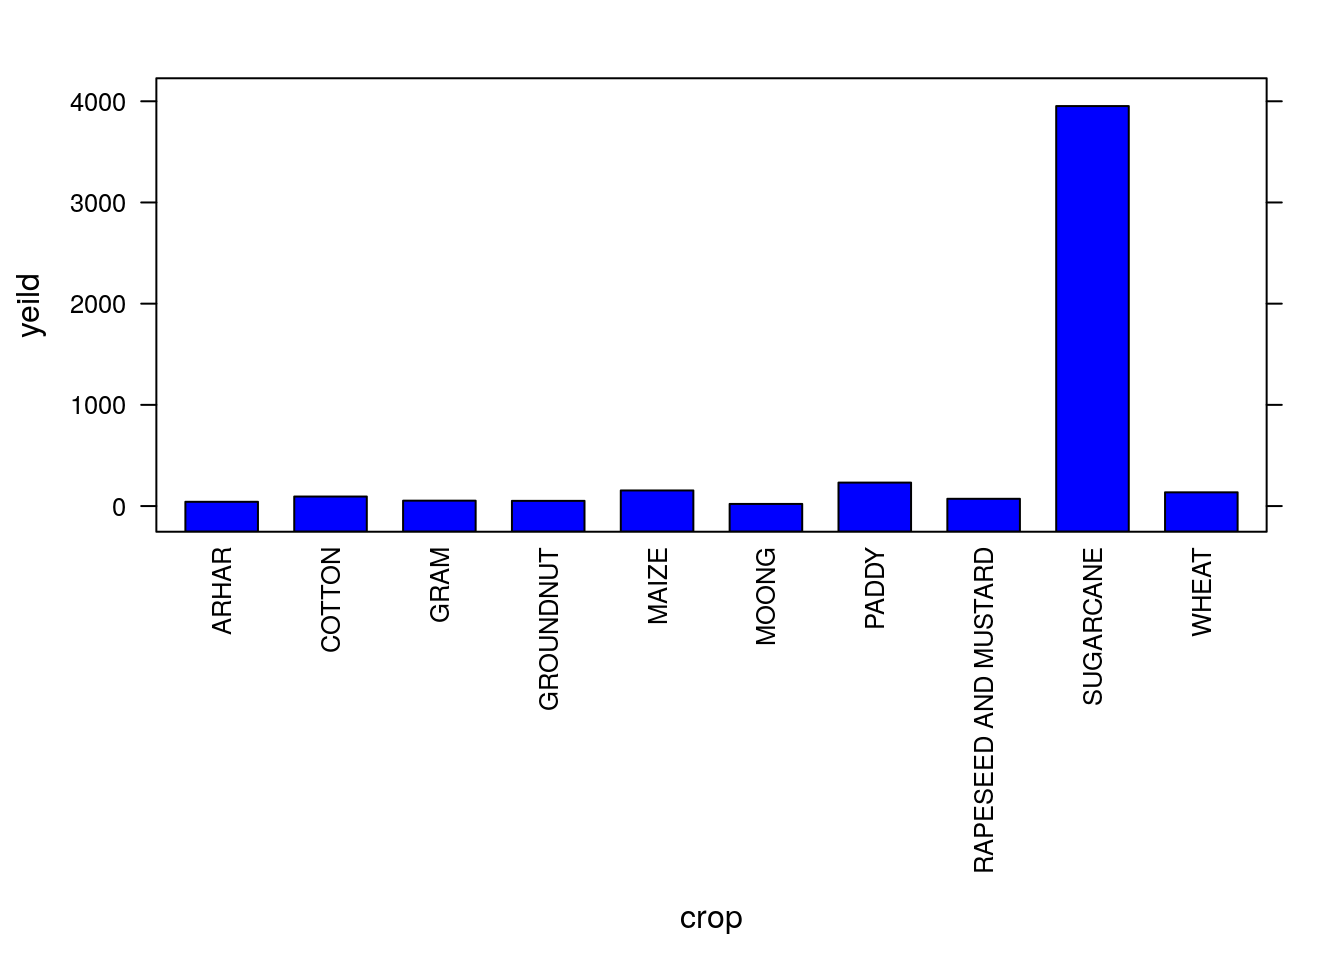 4000
3000
2000
1000
0
yeild
ARHAR
COTTON
GRAM
GROUNDNUT
MAIZE
MOONG
PADDY
RAPESEED AND MUSTARD
SUGARCANE
WHEAT
crop